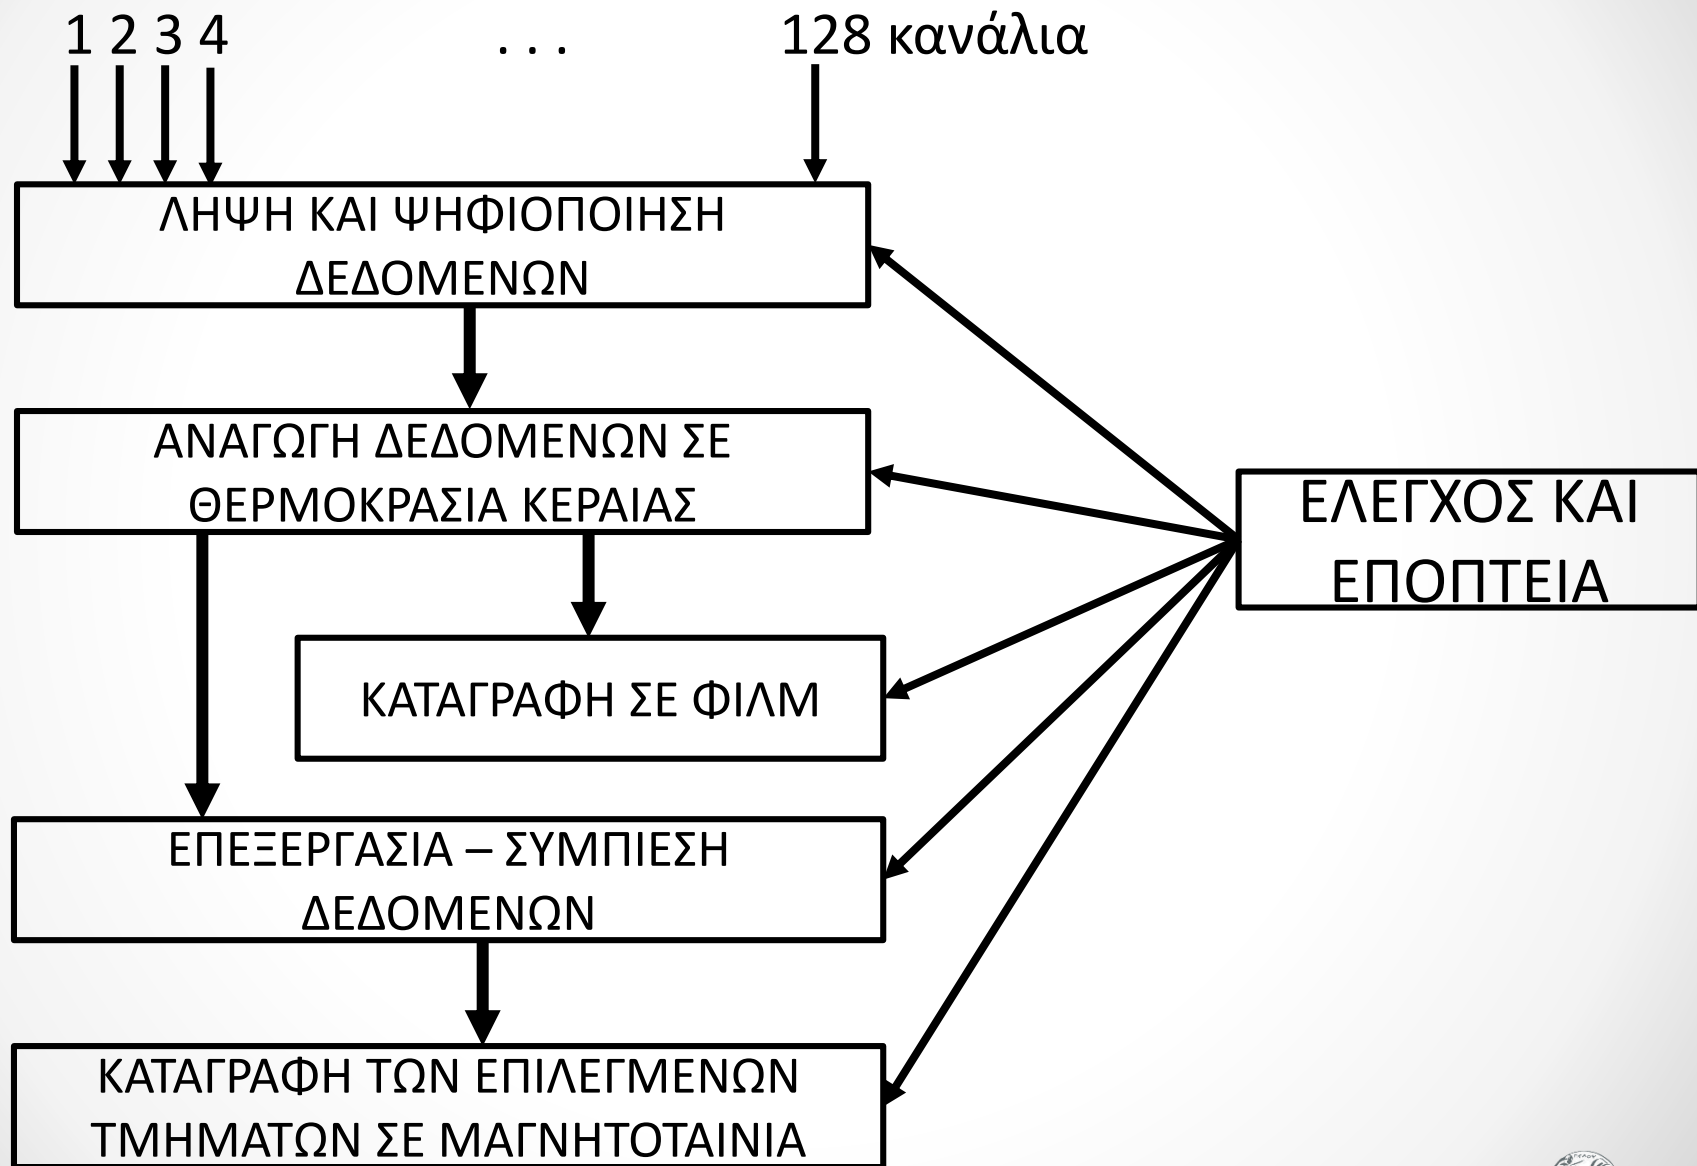 1 2 3 4 . . . 128 κανάλια
ΛΗΨΗ ΚΑΙ ΨΗΦΙΟΠΟΙΗΣΗ
ΔΕΔΟΜΕΝΩΝ
ΑΝΑΓΩΓΗ ΔΕΔΟΜΕΝΩΝ ΣΕ
ΘΕΡΜΟΚΡΑΣΙΑ ΚΕΡΑΙΑΣ
ΕΛΕΓΧΟΣ ΚΑΙ
ΕΠΟΠΤΕΙΑ
ΚΑΤΑΓΡΑΦΗ ΣΕ ΦΙΛΜ
ΕΠΕΞΕΡΓΑΣΙΑ – ΣΥΜΠΙΕΣΗ
ΔΕΔΟΜΕΝΩΝ
ΚΑΤΑΓΡΑΦΗ ΤΩΝ ΕΠΙΛΕΓΜΕΝΩΝ
ΤΜΗΜΑΤΩΝ ΣΕ ΜΑΓΝΗΤΟΤΑΙΝΙΑ